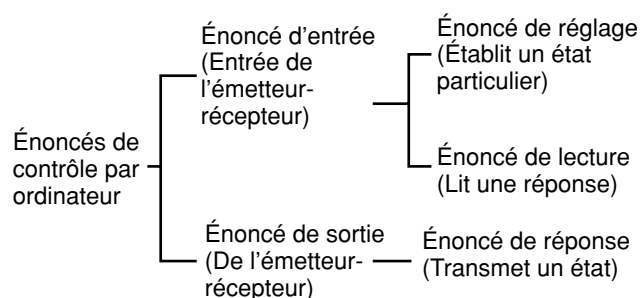 Énoncés de
contrôle par
ordinateur
Énoncé d'entrée
(Entrée de
l'émetteur-
récepteur)
Énoncé de réglage
(Établit un état
particulier)
Énoncé de lecture
(Lit une réponse)
Énoncé de sortie
(De l'émetteur-
récepteur)
Énoncé de réponse
(Transmet un état)